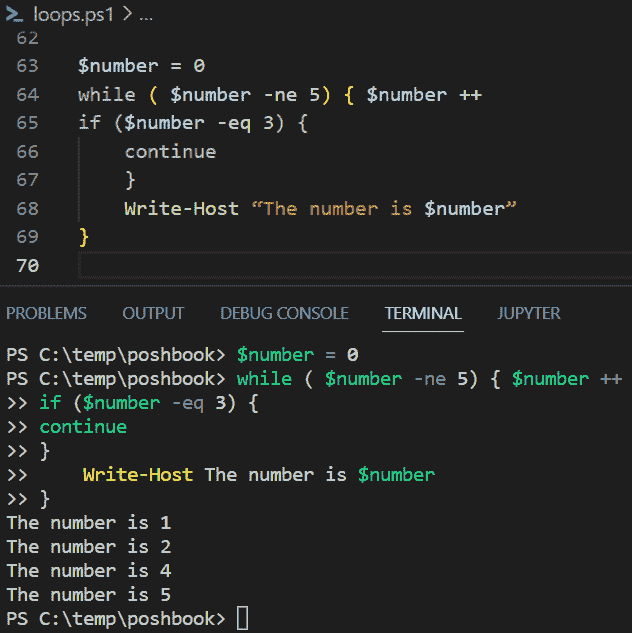 loops.ps1 > ...
62
63 $number = 0
64 while ( $number -ne 5) { $number ++
65 if ($number -eq 3) {
66 continue
67 }
68 Write-Host “The number is $number”
69 }
70
PROBLEMS OUTPUT DEBUG CONSOLE TERMINAL JUPYTER
PS C:\temp\poshbook> $number = 0
PS C:\temp\poshbook> while ( $number -ne 5) { $number ++
>> if ($number -eq 3) {
>> continue
>> }
>> Write-Host The number is $number
>> }
The number is 1
The number is 2
The number is 4
The number is 5
PS C:\temp\poshbook>